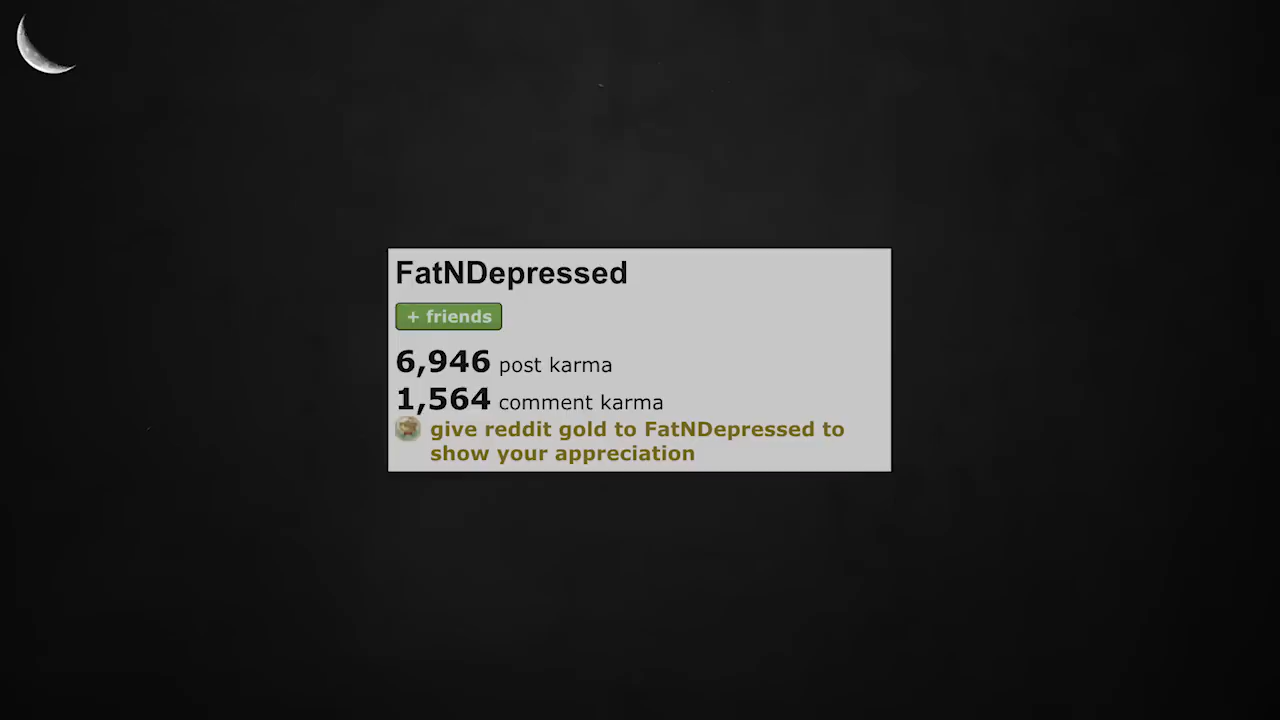 FatNDepressed
+ friends
6,946 post karma
1,564 comment karma
give reddit gold to FatNDepressed to
show your appreciation